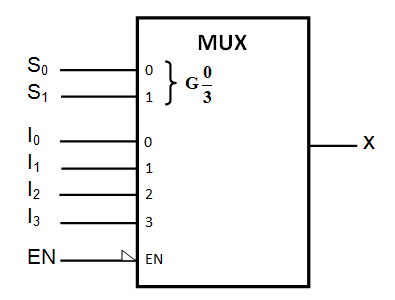 MUX
S₀ 0
S₁ 1
G 0/3
I₀ 0
I₁ 1
I₂ 2
I₃ 3
EN EN
X